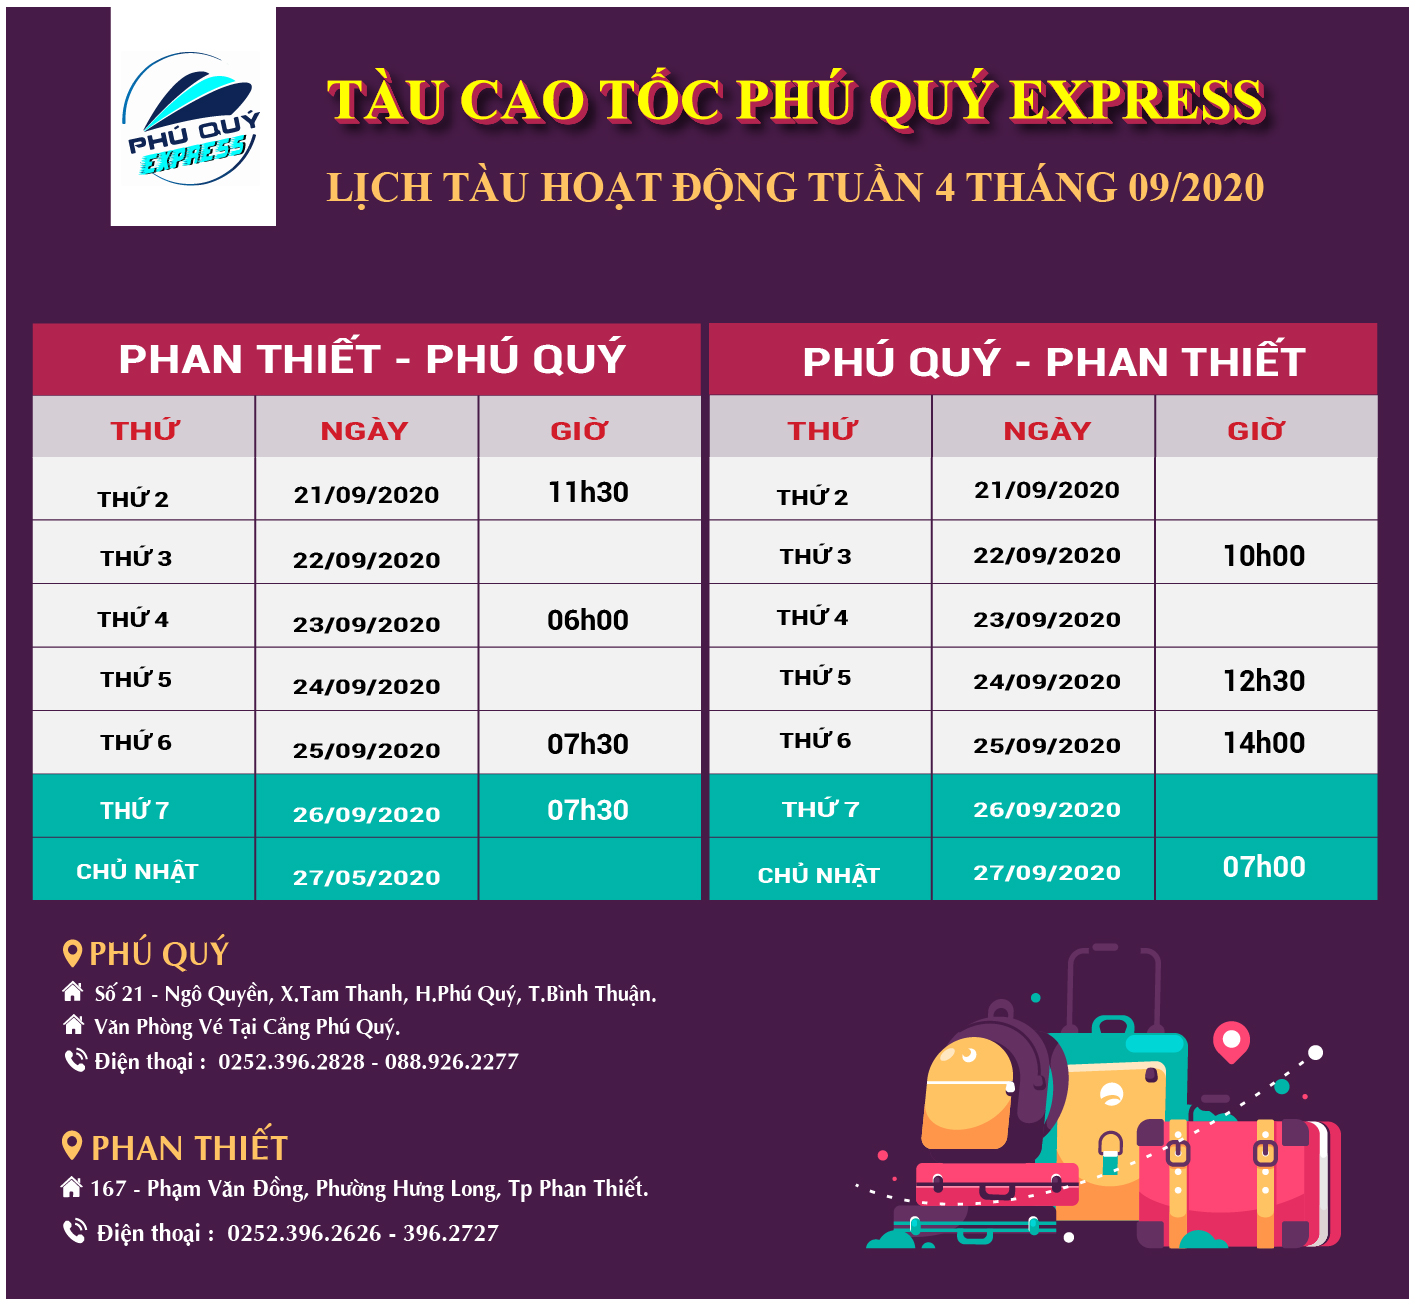 PHÚ QUÝ
EXPRESS
TÀU CAO TỐC PHÚ QUÝ EXPRESS
LỊCH TÀU HOẠT ĐỘNG TUẦN 4 THÁNG 09/2020
PHAN THIẾT - PHÚ QUÝ
THỨ NGÀY GIỜ
THỨ 2 21/09/2020 11h30
THỨ 3 22/09/2020
THỨ 4 23/09/2020 06h00
THỨ 5 24/09/2020
THỨ 6 25/09/2020 07h30
THỨ 7 26/09/2020 07h30
CHỦ NHẬT 27/05/2020
PHÚ QUÝ - PHAN THIẾT
THỨ NGÀY GIỜ
THỨ 2 21/09/2020
THỨ 3 22/09/2020 10h00
THỨ 4 23/09/2020
THỨ 5 24/09/2020 12h30
THỨ 6 25/09/2020 14h00
THỨ 7 26/09/2020
CHỦ NHẬT 27/09/2020 07h00
PHÚ QUÝ
Số 21 - Ngô Quyền, X.Tam Thanh, H.Phú Quý, T.Bình Thuận.
Văn Phòng Vé Tại Cảng Phú Quý.
Điện thoại : 0252.396.2828 - 088.926.2277
PHAN THIẾT
167 - Phạm Văn Đồng, Phường Hưng Long, Tp Phan Thiết.
Điện thoại : 0252.396.2626 - 396.2727